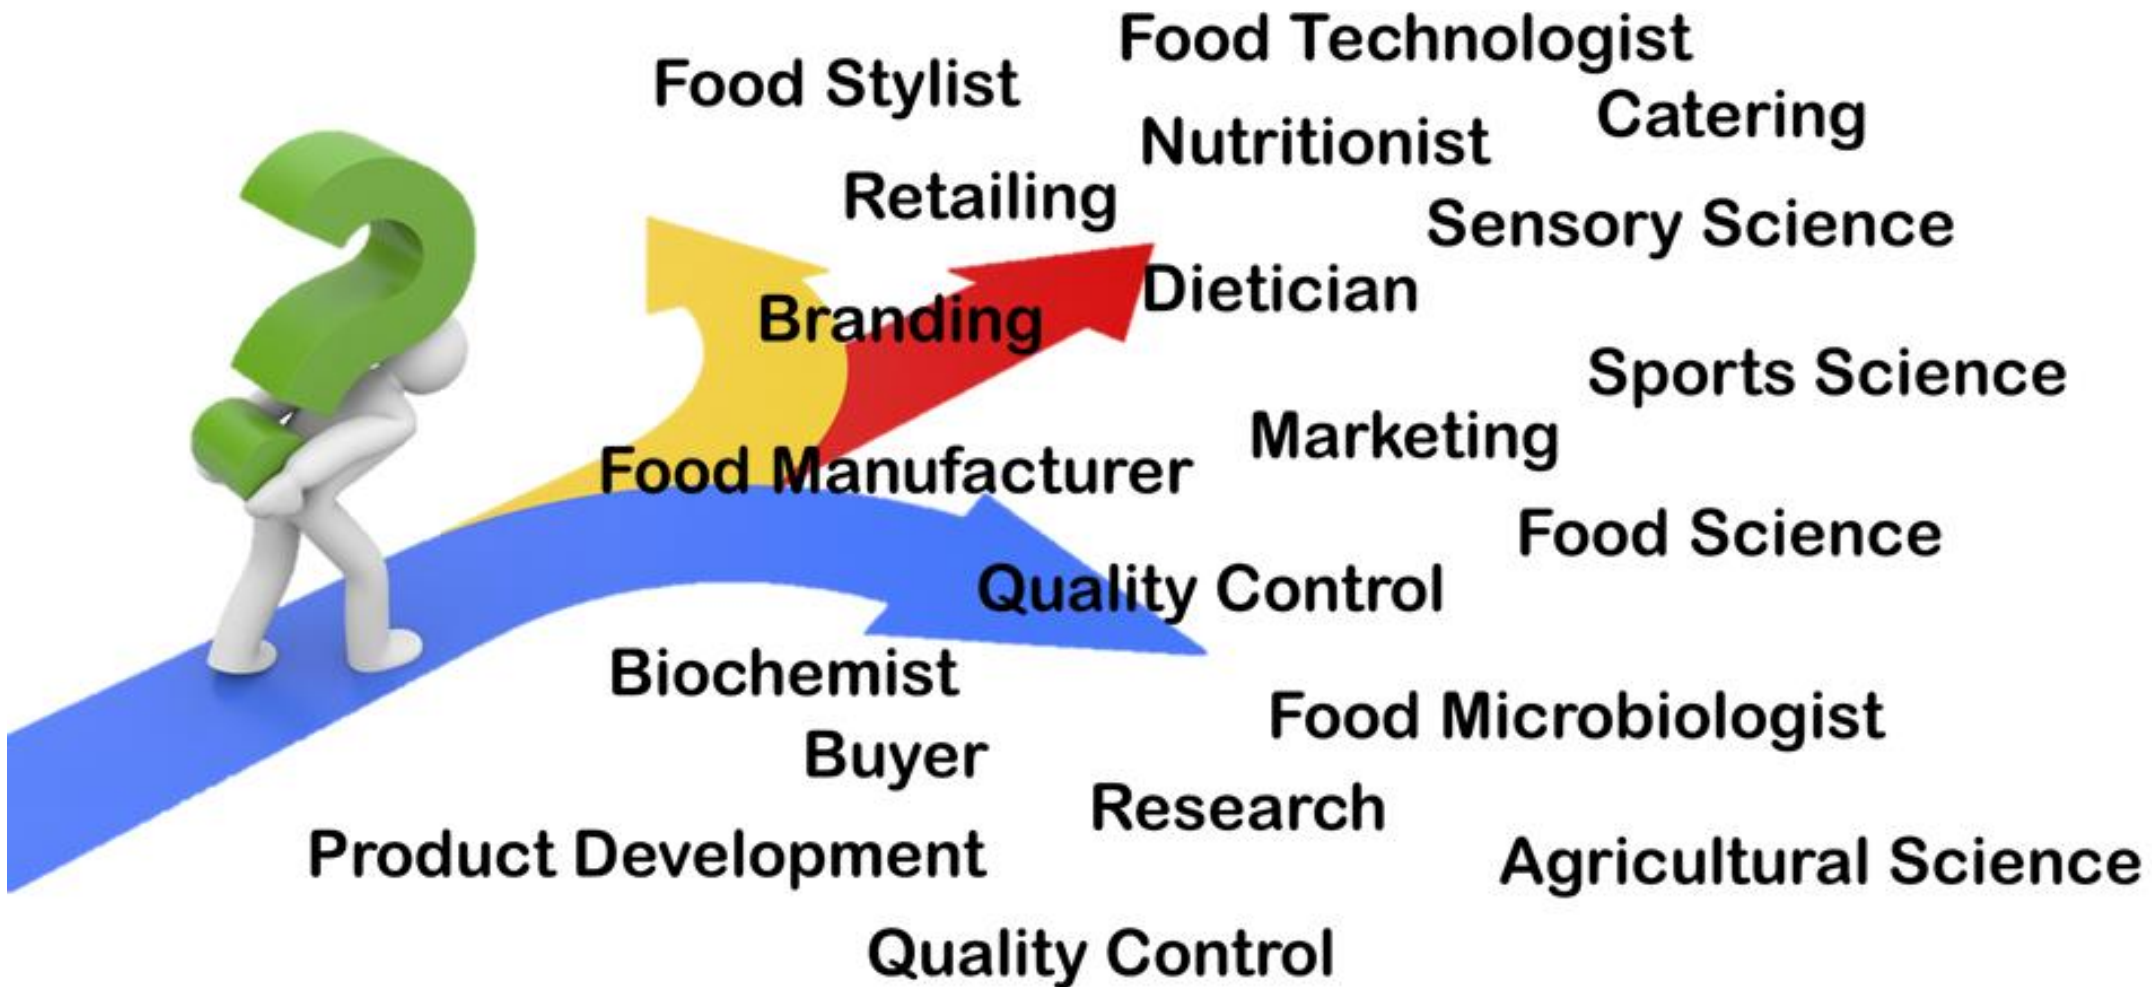 Food Technologist
Food Stylist
Catering
Nutritionist
Retailing
Sensory Science
Dietician
Branding
Sports Science
Marketing
Food Manufacturer
Food Science
Quality Control
Biochemist
Food Microbiologist
Buyer
Research
Product Development
Agricultural Science
Quality Control